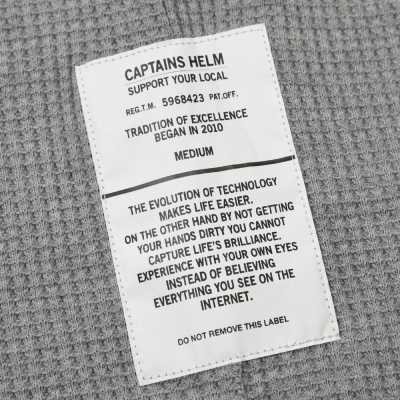 CAPTAINS HELM
SUPPORT YOUR LOCAL
REG.T.M. 5968423 PAT.OFF.
TRADITION OF EXCELLENCE
BEGAN IN 2010
MEDIUM
THE EVOLUTION OF TECHNOLOGY
MAKES LIFE EASIER.
ON THE OTHER HAND BY NOT GETTING
YOUR HANDS DIRTY YOU CANNOT
CAPTURE LIFE'S BRILLIANCE.
EXPERIENCE WITH YOUR OWN EYES
INSTEAD OF BELIEVING
EVERYTHING YOU SEE ON THE
INTERNET.
DO NOT REMOVE THIS LABEL